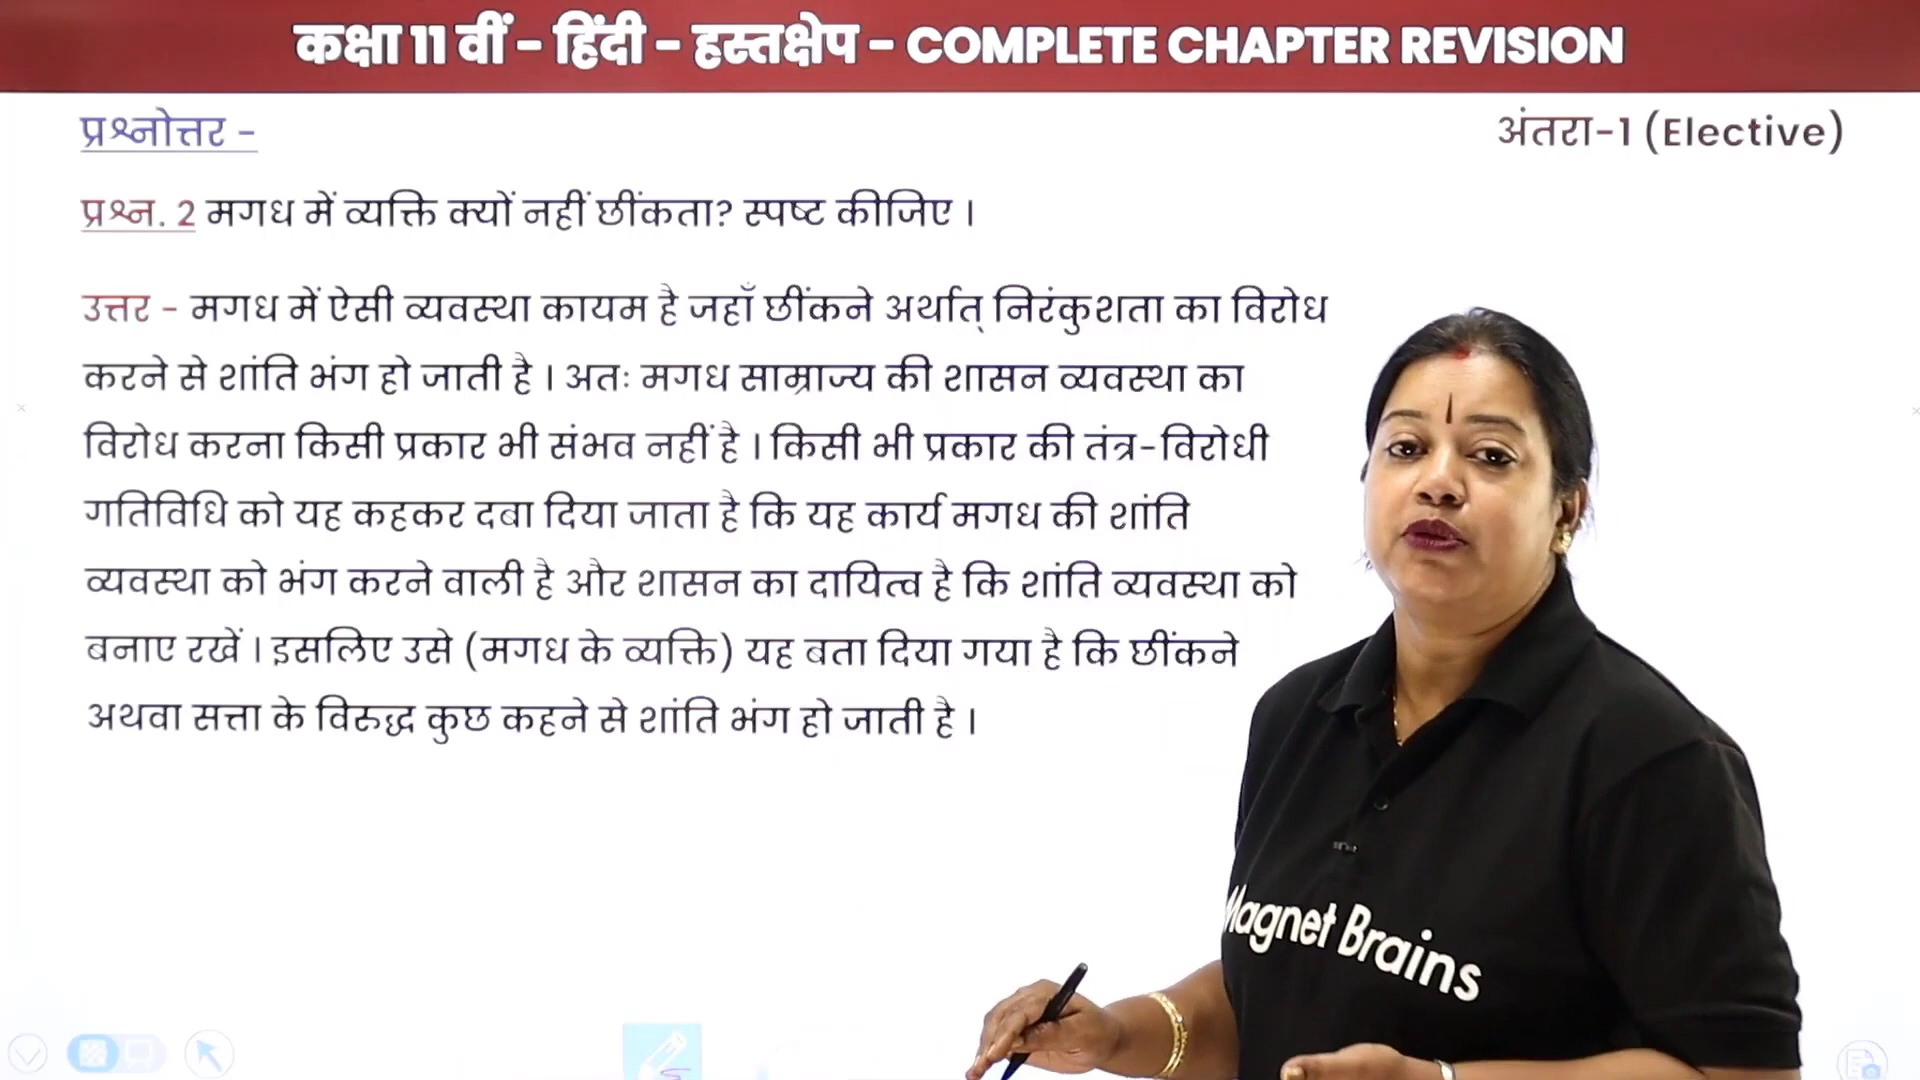 कक्षा 11 वीं - हिंदी - हस्तक्षेप - COMPLETE CHAPTER REVISION
प्रश्नोत्तर -
अंतरा-1 (Elective)
प्रश्न. 2 मगध में व्यक्ति क्यों नहीं छींकता? स्पष्ट कीजिए ।
उत्तर - मगध में ऐसी व्यवस्था कायम है जहाँ छींकने अर्थात् निरंकुशता का विरोध
करने से शांति भंग हो जाती है । अतः मगध साम्राज्य की शासन व्यवस्था का
विरोध करना किसी प्रकार भी संभव नहीं है । किसी भी प्रकार की तंत्र-विरोधी
गतिविधि को यह कहकर दबा दिया जाता है कि यह कार्य मगध की शांति
व्यवस्था को भंग करने वाली है और शासन का दायित्व है कि शांति व्यवस्था को
बनाए रखें । इसलिए उसे (मगध के व्यक्ति) यह बता दिया गया है कि छींकने
अथवा सत्ता के विरुद्ध कुछ कहने से शांति भंग हो जाती है ।
Magnet Brains